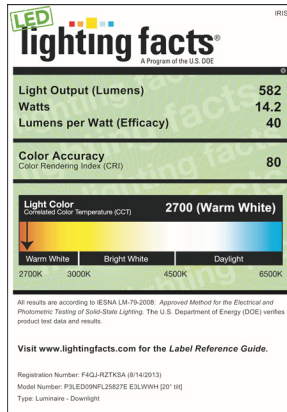 LED
IRIS
lighting facts®
A Program of the U.S. DOE
Light Output (Lumens) 582
Watts 14.2
Lumens per Watt (Efficacy) 40
Color Accuracy
Color Rendering Index (CRI) 80
Light Color
Correlated Color Temperature (CCT) 2700 (Warm White)
Warm White Bright White Daylight
2700K 3000K 4500K 6500K
All results are according to IESNA LM-79-2008: Approved Method for the Electrical and
Photometric Testing of Solid-State Lighting. The U.S. Department of Energy (DOE) verifies
product test data and results.
Visit www.lightingfacts.com for the Label Reference Guide.
Registration Number: F4QJ-RZTKSA (8/14/2013)
Model Number: P3LED09NFL25827E E3LWWH [20° tilt]
Type: Luminaire - Downlight